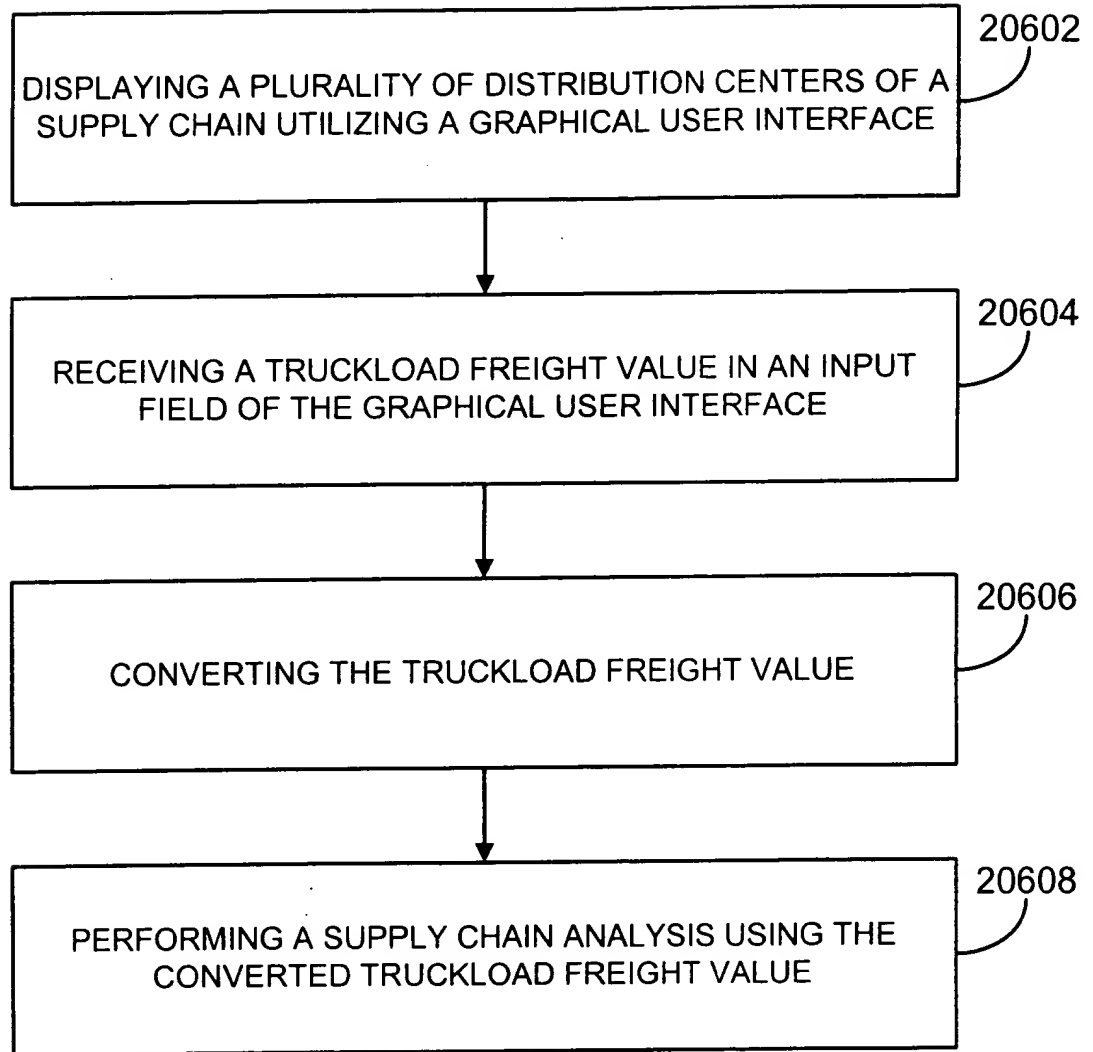 20602
DISPLAYING A PLURALITY OF DISTRIBUTION CENTERS OF A
SUPPLY CHAIN UTILIZING A GRAPHICAL USER INTERFACE
20604
RECEIVING A TRUCKLOAD FREIGHT VALUE IN AN INPUT
FIELD OF THE GRAPHICAL USER INTERFACE
20606
CONVERTING THE TRUCKLOAD FREIGHT VALUE
20608
PERFORMING A SUPPLY CHAIN ANALYSIS USING THE
CONVERTED TRUCKLOAD FREIGHT VALUE